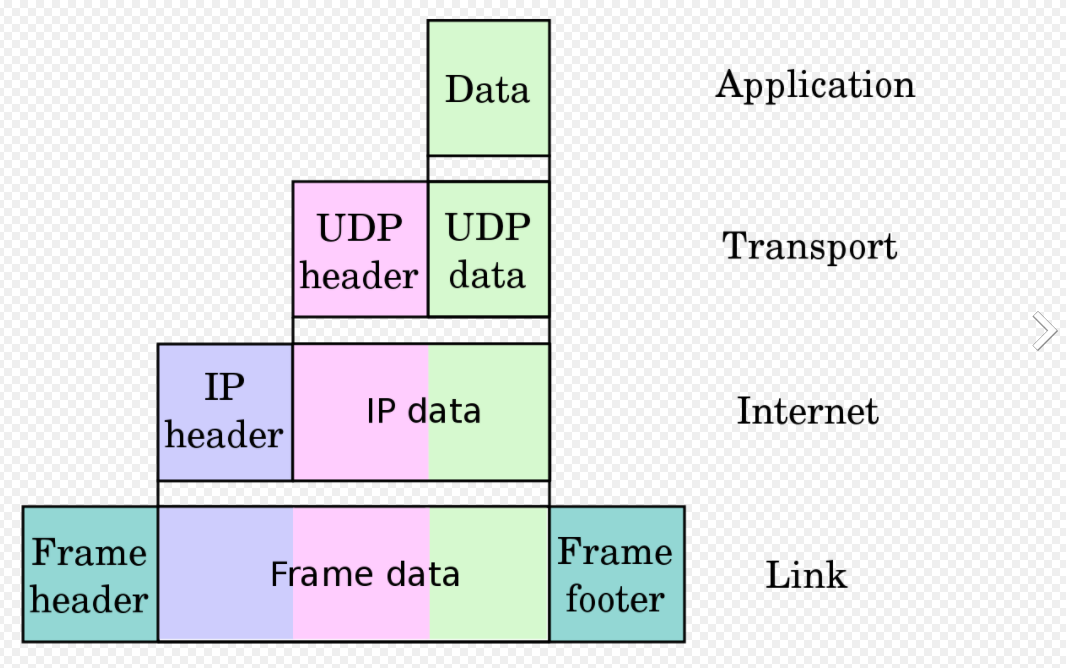 Data
Application
UDP
header
UDP
data
Transport
IP
header
IP data
Internet
Frame
header
Frame data
Frame
footer
Link